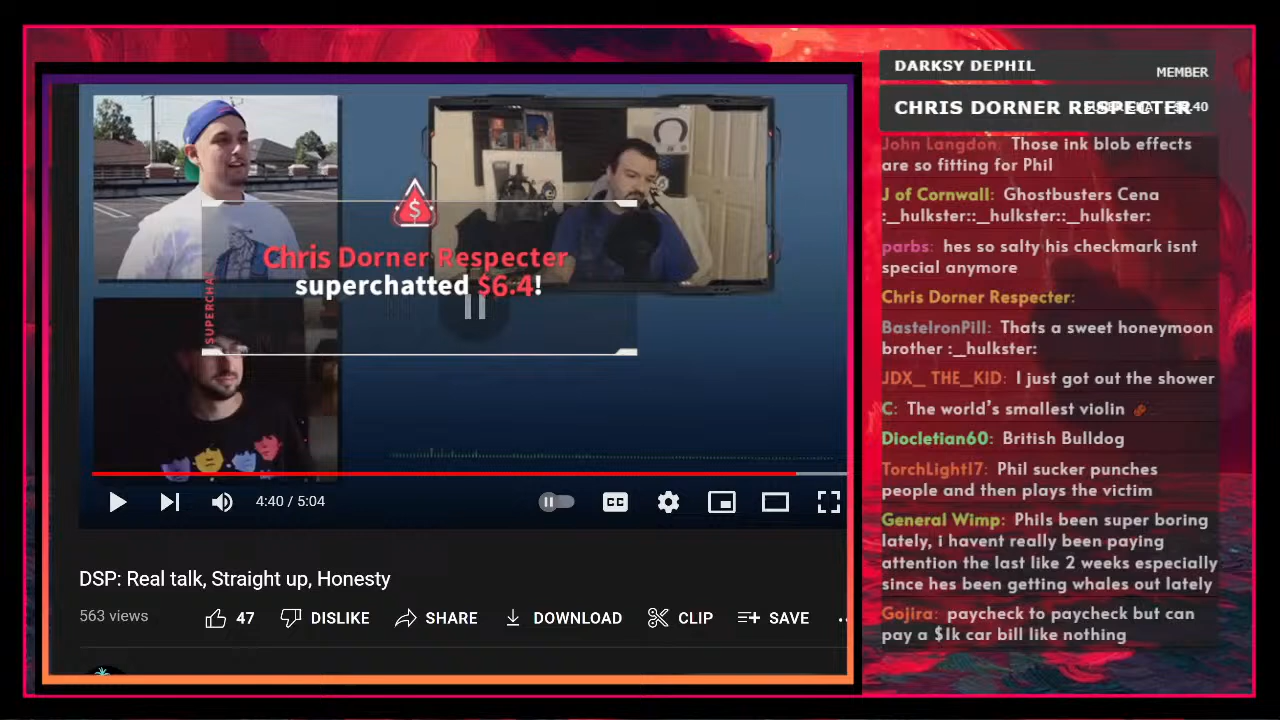 DARKSY DEPHIL
MEMBER
CHRIS DORNER RESPECTER
John Langdon: Those ink blob effects
are so fitting for Phil
J of Cornwall: Ghostbusters Cena
:_hulkster::_hulkster::_hulkster:
parbs: hes so salty his checkmark isnt
special anymore
Chris Dorner Respecter:
BasteIronPill: Thats a sweet honeymoon
brother :_hulkster:
JDX_ THE_KID: I just got out the shower
C: The world's smallest violin 🎻
Diocletian60: British Bulldog
TorchLight17: Phil sucker punches
people and then plays the victim
General Wimp: Phils been super boring
lately, i havent really been paying
attention the last like 2 weeks especially
since hes been getting whales out lately
Gojira: paycheck to paycheck but can
pay a $1k car bill like nothing
$
Chris Dorner Respecter
superchatted $6.4!
SUPERCHA
4:40 / 5:04
CC
DSP: Real talk, Straight up, Honesty
563 views
47
DISLIKE
SHARE
DOWNLOAD
CLIP
SAVE